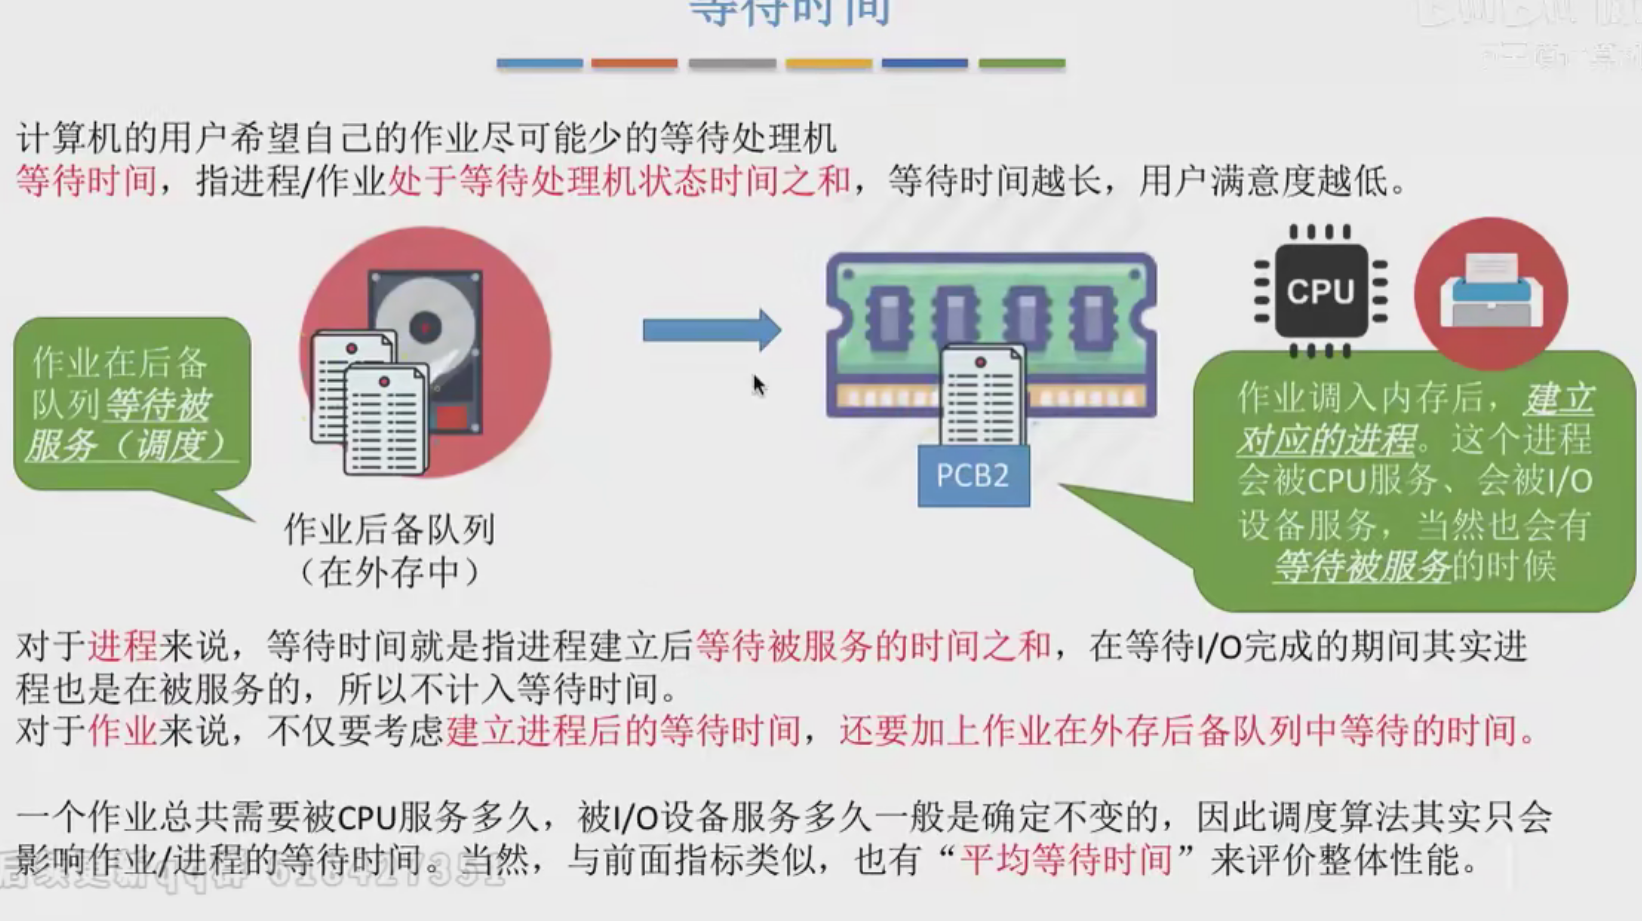 等待时间
计算机的用户希望自己的作业尽可能少的等待处理机
等待时间，指进程/作业处于等待处理机状态时间之和，等待时间越长，用户满意度越低。
作业在后备
队列等待被
服务（调度）
作业后备队列
（在外存中）
PCB2
CPU
作业调入内存后，建立
对应的进程。这个进程
会被CPU服务、会被I/O
设备服务，当然也会有
等待被服务的时候
对于进程来说，等待时间就是指进程建立后等待被服务的时间之和，在等待I/O完成的期间其实进
程也是在被服务的，所以不计入等待时间。
对于作业来说，不仅要考虑建立进程后的等待时间，还要加上作业在外存后备队列中等待的时间。
一个作业总共需要被CPU服务多久，被I/O设备服务多久一般是确定不变的，因此调度算法其实只会
影响作业/进程的等待时间。当然，与前面指标类似，也有“平均等待时间”来评价整体性能。